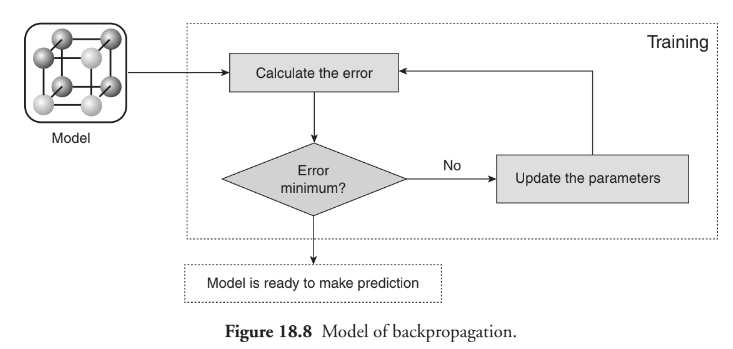 Training
Calculate the error
Model
Error
minimum?
No
Update the parameters
Model is ready to make prediction
Figure 18.8 Model of backpropagation.